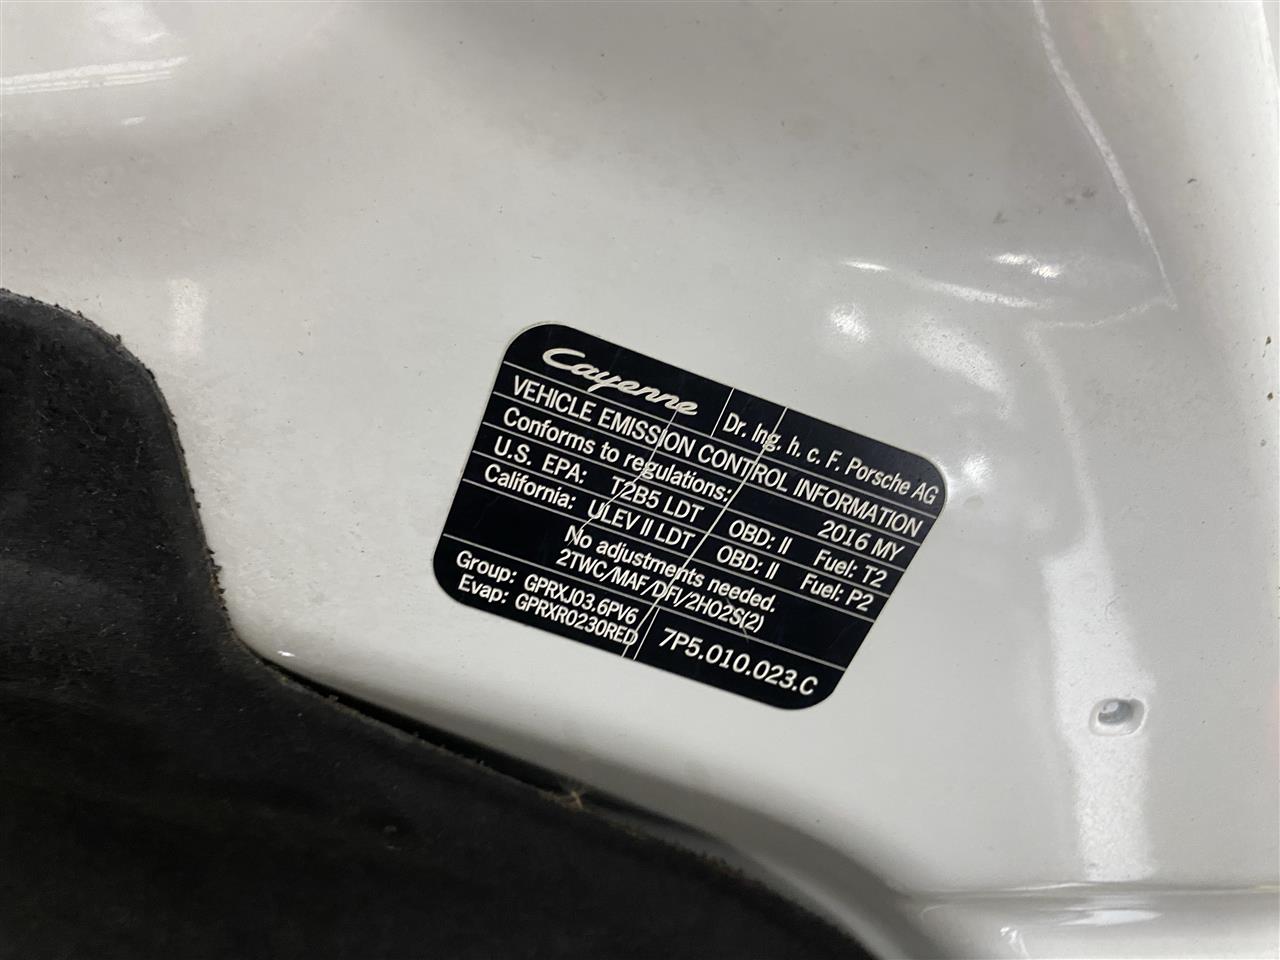 Cayenne Dr. Ing. h. c. F. Porsche AG
VEHICLE EMISSION CONTROL INFORMATION
Conforms to regulations: 2016 MY
U.S. EPA: T2B5 LDT OBD: II Fuel: T2
California: ULEV II LDT OBD: II Fuel: P2
No adjustments needed.
2TWC/MAF/DFI/2HO2S(2)
Group: GPRXJ03.6PV6
Evap: GPRXR0230RED
7P5.010.023.C